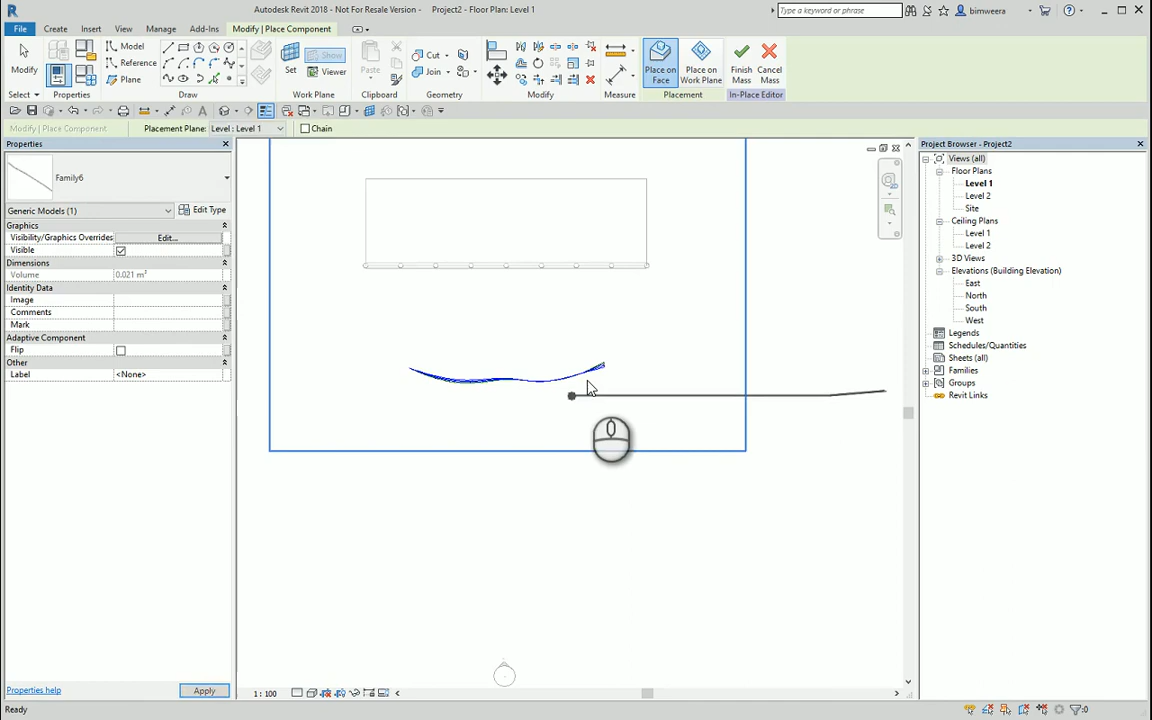 Autodesk Revit 2018 - Not For Resale Version - Project2 - Floor Plan: Level 1
Type a keyword or phrase
bimweera
File Create Insert View Manage Add-Ins Modify | Place Component
Modify
Model
Reference
Plane
Set
Show
Viewer
Paste
Cut
Join
Place on Face
Place on Work Plane
Finish Model
Cancel Model
Select Properties Draw Work Plane Clipboard Geometry Modify Measure Placement In-Place Editor
Modify | Place Component Placement Plane: Level : Level 1 Chain
Properties
Family6
Generic Models (1) Edit Type
Graphics
Visibility/Graphics Overrides Edit...
Visible
Dimensions
Volume 0.021 m³
Identity Data
Image
Comments
Mark
Adaptive Component
Flip
Other
Label <None>
Properties help Apply
Project Browser - Project2
Views (all)
Floor Plans
Level 1
Level 2
Site
Ceiling Plans
Level 1
Level 2
3D Views
Elevations (Building Elevation)
East
North
South
West
Legends
Schedules/Quantities
Sheets (all)
Families
Groups
Revit Links
1 : 100
Ready
:0